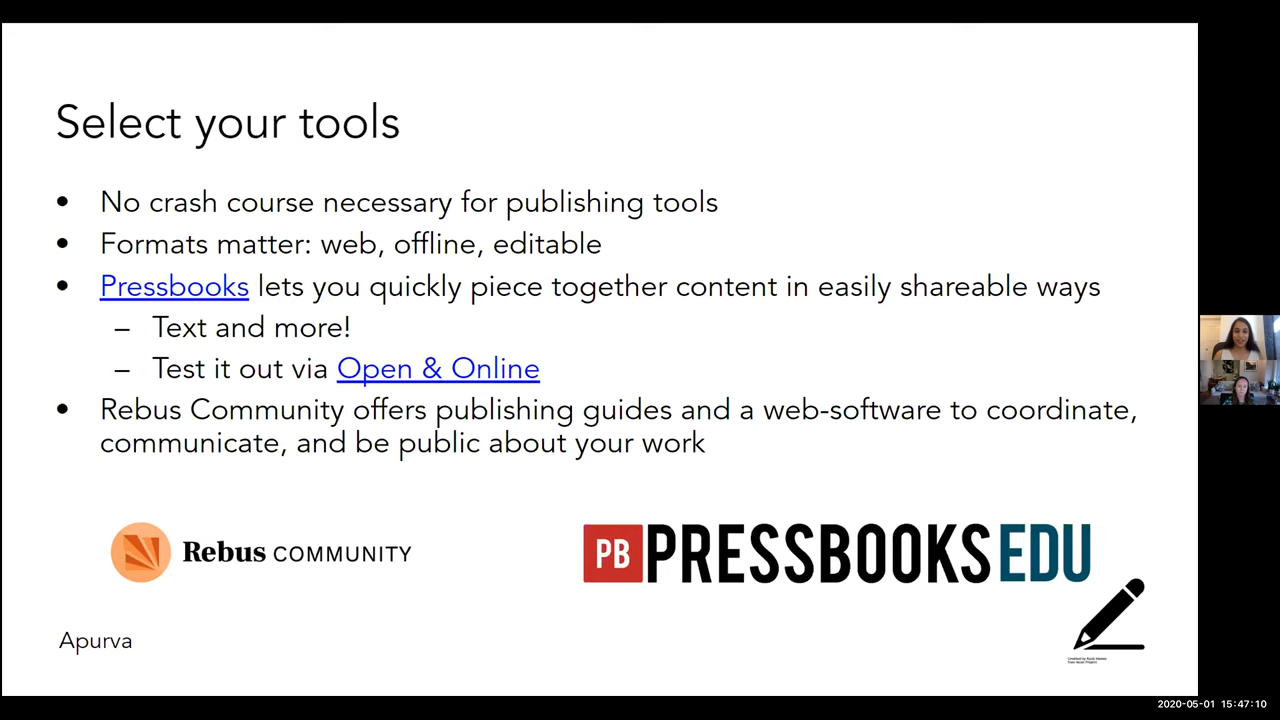 Select your tools
• No crash course necessary for publishing tools
• Formats matter: web, offline, editable
• Pressbooks lets you quickly piece together content in easily shareable ways
– Text and more!
– Test it out via Open & Online
• Rebus Community offers publishing guides and a web-software to coordinate,
communicate, and be public about your work
Rebus COMMUNITY
PB PRESSBOOKS EDU
Apurva
2020-05-01 15:47:10